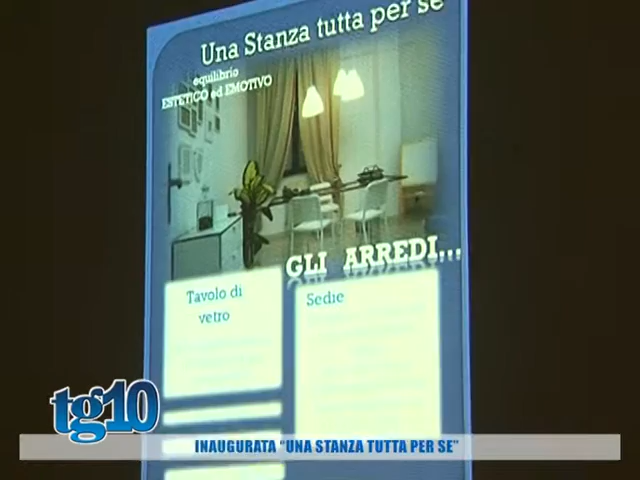 Una Stanza tutta per sé
equilibrio
ESTETICO ed EMOTIVO
GLI ARREDI...
Tavolo di
vetro
Sedie
tg10
INAUGURATA "UNA STANZA TUTTA PER SE"